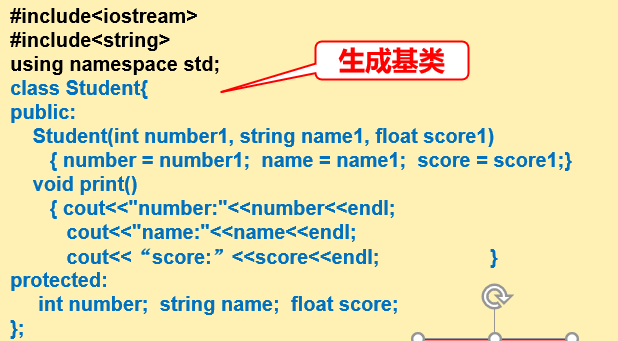 #include<iostream>
#include<string>
using namespace std;
生成基类
class Student{
public:
Student(int number1, string name1, float score1)
{ number = number1; name = name1; score = score1;}
void print()
{ cout<<"number:"<<number<<endl;
cout<<"name:"<<name<<endl;
cout<<“score:”<<score<<endl; }
protected:
int number; string name; float score;
};